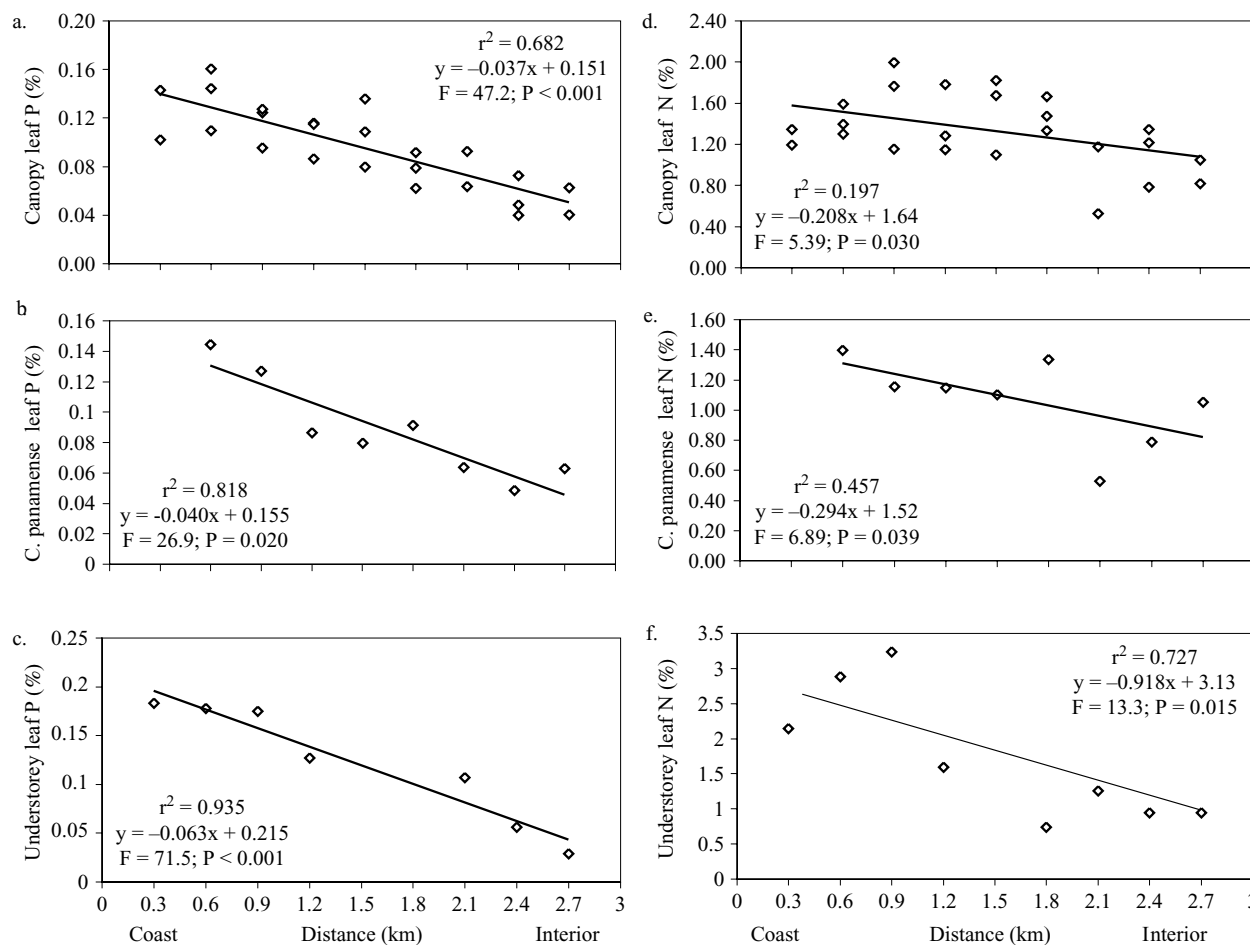 a.
Canopy leaf P (%)
0.20
0.16
0.12
0.08
0.04
0.00
r2 = 0.682
y = –0.037x + 0.151
F = 47.2; P < 0.001
0
3
b.
C. panamense leaf P (%)
0.16
0.14
0.12
0.10
0.08
0.06
0.04
0.02
0
r2 = 0.818
y = -0.040x + 0.155
F = 26.9; P = 0.020
0
3
c.
Understorey leaf P (%)
0.25
0.2
0.15
0.1
0.05
0
r2 = 0.935
y = –0.063x + 0.215
F = 71.5; P < 0.001
0 0.3 0.6 0.9 1.2 1.5 1.8 2.1 2.4 2.7 3
Coast Distance (km) Interior
d.
Canopy leaf N (%)
2.40
2.00
1.60
1.20
0.80
0.40
0.00
r2 = 0.197
y = –0.208x + 1.64
F = 5.39; P = 0.030
0
3
e.
C. panamense leaf N (%)
1.60
1.40
1.20
1.00
0.80
0.60
0.40
0.20
0.00
r2 = 0.457
y = –0.294x + 1.52
F = 6.89; P = 0.039
0
3
f.
Understorey leaf N (%)
3.5
3
2.5
2
1.5
1
0.5
0
r2 = 0.727
y = –0.918x + 3.13
F = 13.3; P = 0.015
0 0.3 0.6 0.9 1.2 1.5 1.8 2.1 2.4 2.7 3
Coast Distance (km) Interior